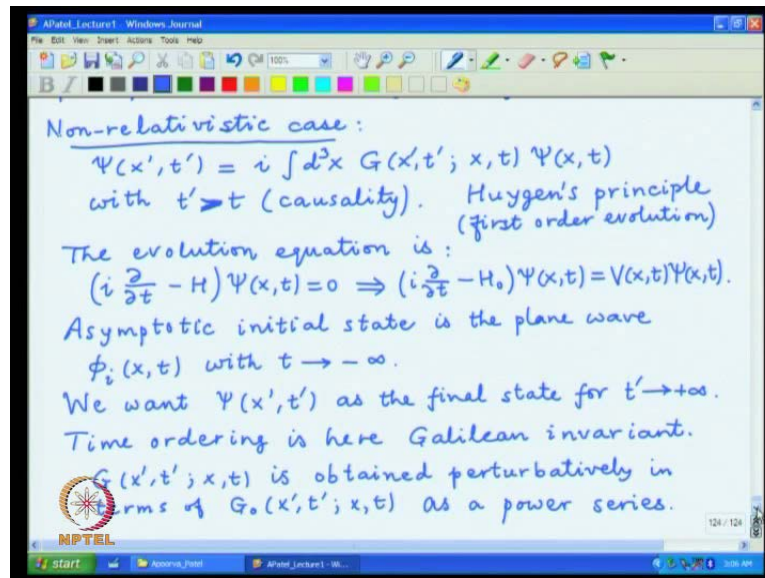 APatel_Lecture1 - Windows Journal
File Edit View Insert Actions Tools Help
100%
B I
Non-relativistic case:
Ψ(x',t') = i ∫d³x G(x',t'; x,t) Ψ(x,t)
with t'>t (causality). Huygen's principle
(first order evolution)
The evolution equation is:
(i ∂/∂t - H) Ψ(x,t) = 0 ⇒ (i ∂/∂t - H₀) Ψ(x,t) = V(x,t)Ψ(x,t).
Asymptotic initial state is the plane wave
ϕᵢ(x,t) with t → -∞.
We want Ψ(x',t') as the final state for t'→+∞.
Time ordering is here Galilean invariant.
G(x',t'; x,t) is obtained perturbatively in
terms of G₀(x',t'; x,t) as a power series.
NPTEL
124 / 124
start Apoorva_Patel APatel_Lecture1 - Wi... 3:06 AM